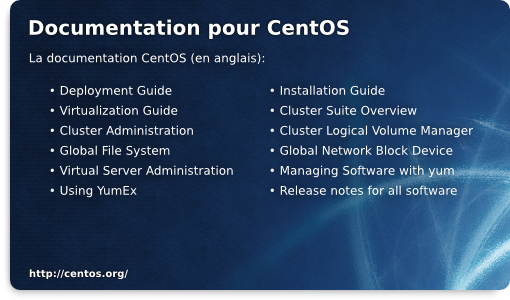 Documentation pour CentOS
La documentation CentOS (en anglais):
• Deployment Guide
• Virtualization Guide
• Cluster Administration
• Global File System
• Virtual Server Administration
• Using YumEx
• Installation Guide
• Cluster Suite Overview
• Cluster Logical Volume Manager
• Global Network Block Device
• Managing Software with yum
• Release notes for all software
http://centos.org/